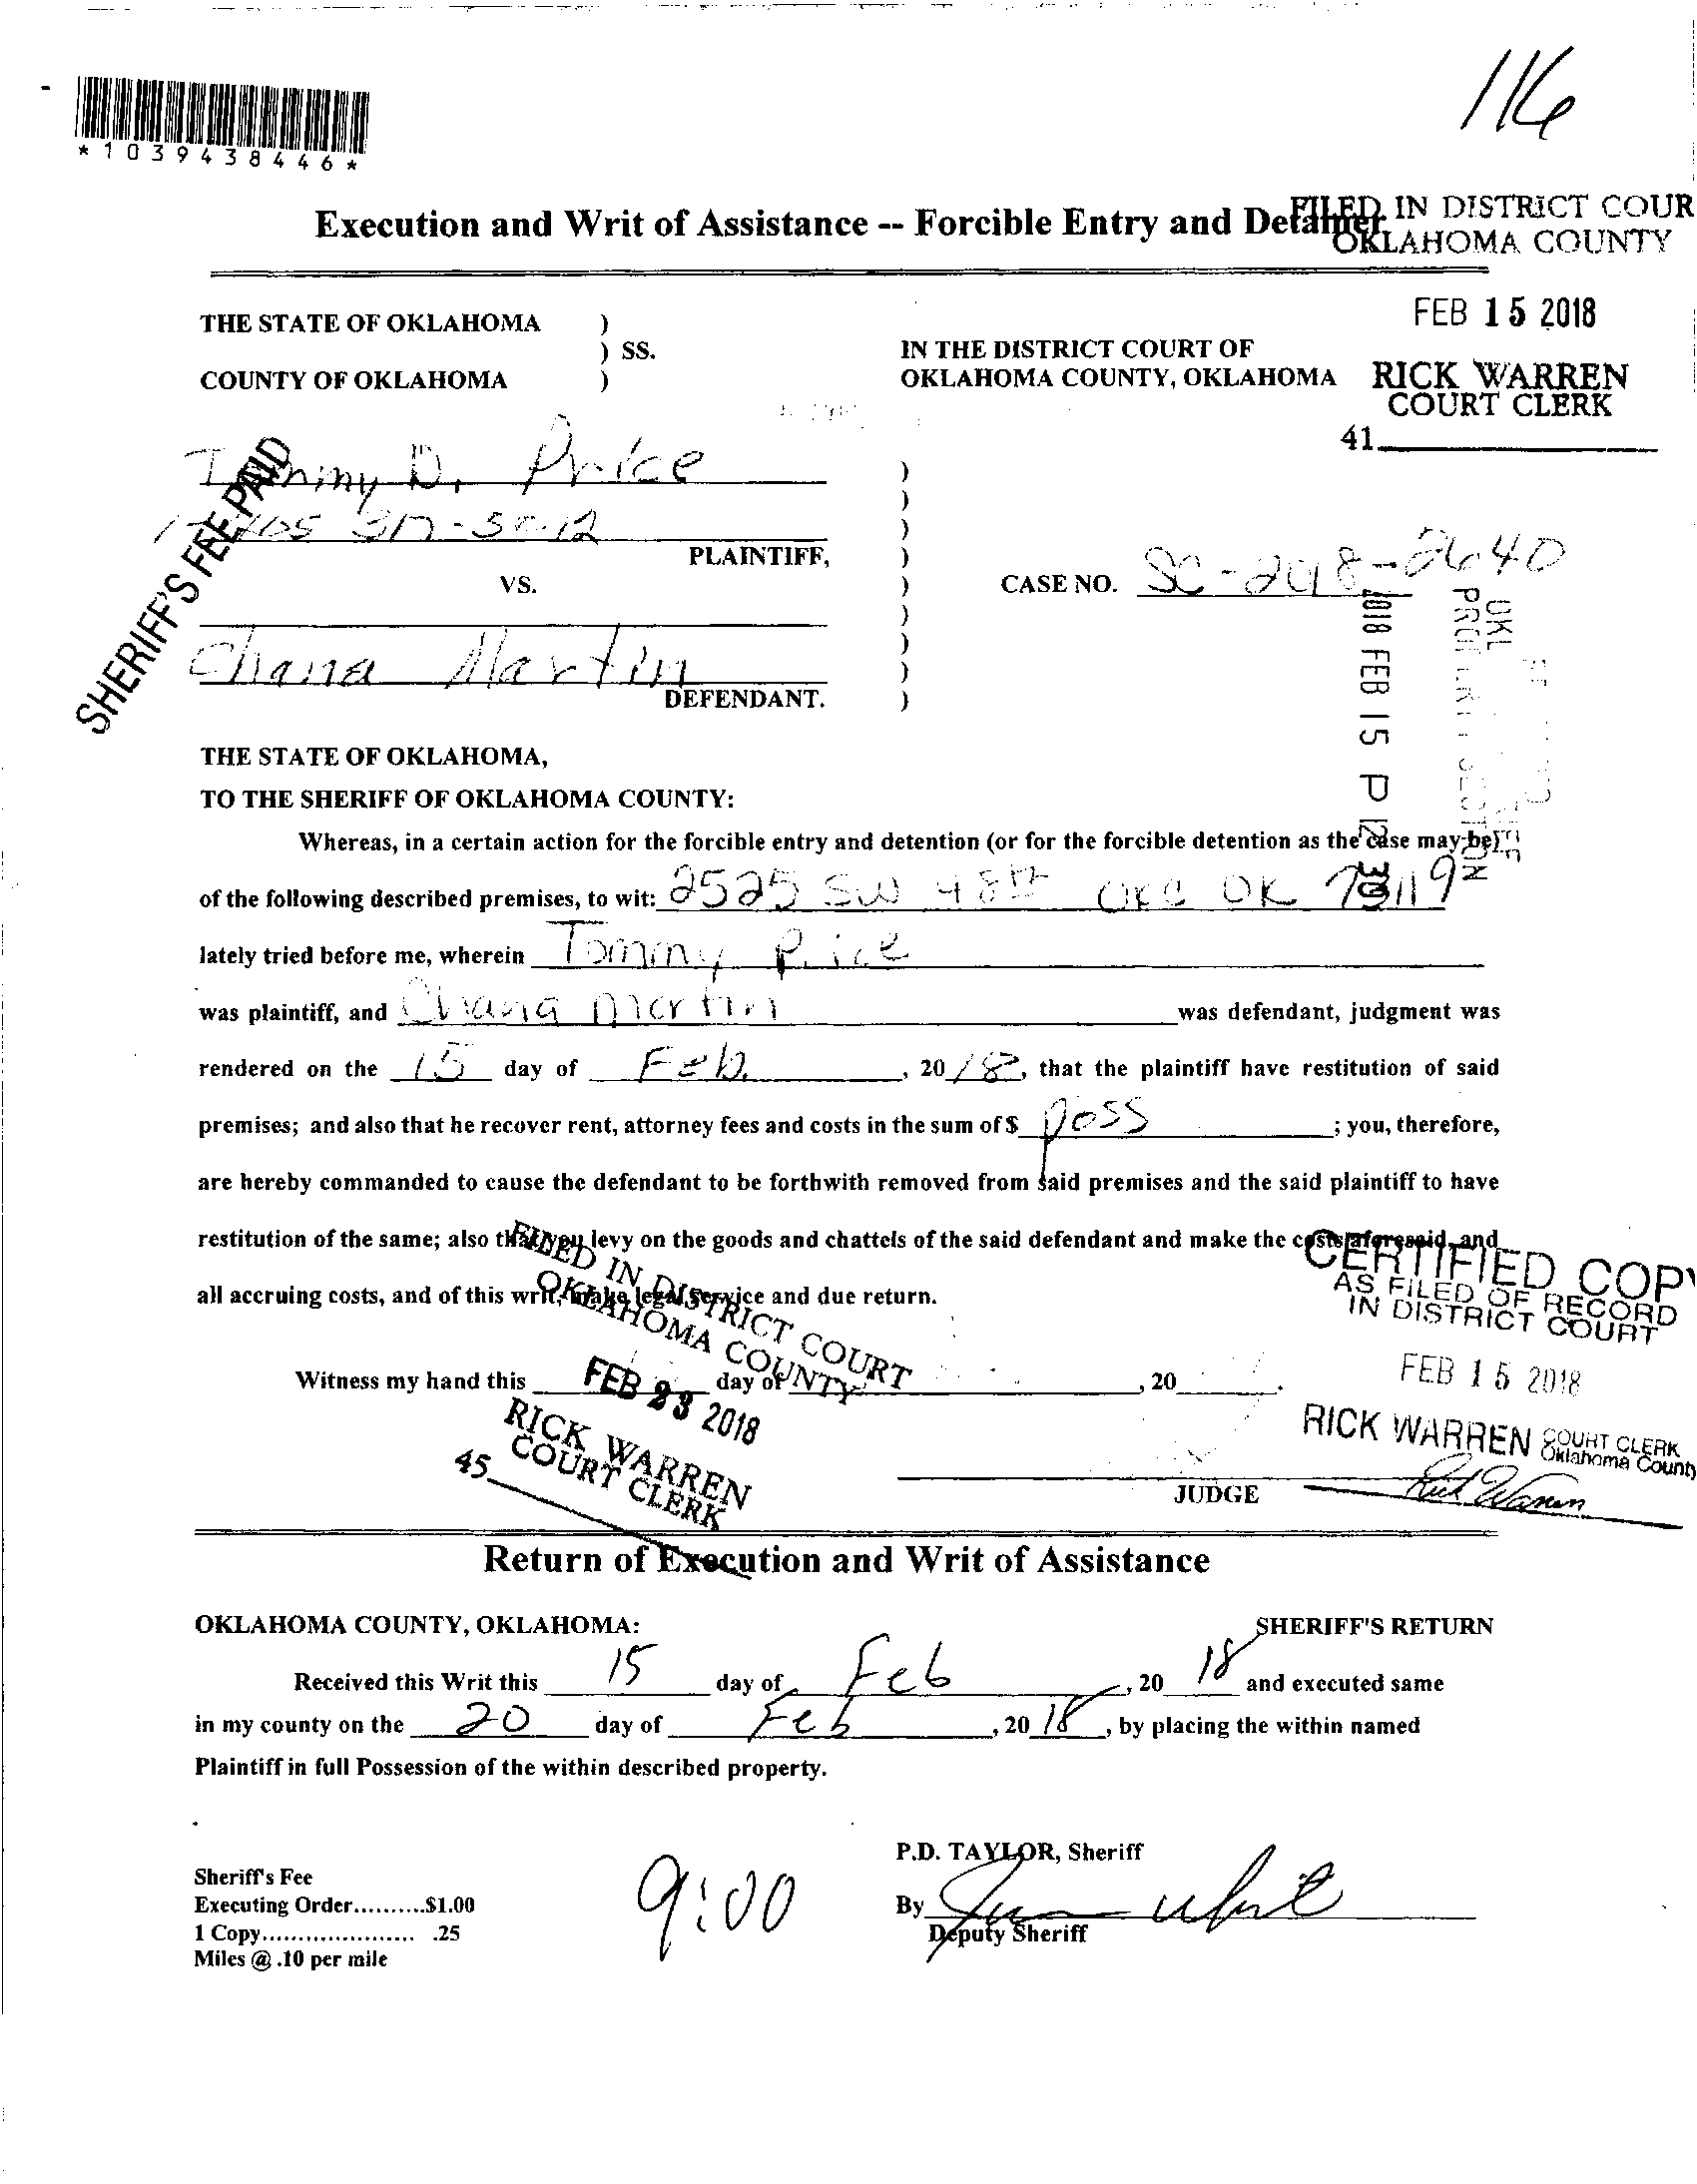 116
*1039438446*
Execution and Writ of Assistance -- Forcible Entry and Detainer
FILED IN DISTRICT COUR
OKLAHOMA COUNTY
FEB 15 2018
RICK WARREN
COURT CLERK
41
THE STATE OF OKLAHOMA )
) SS.
COUNTY OF OKLAHOMA )
IN THE DISTRICT COURT OF
OKLAHOMA COUNTY, OKLAHOMA
SHERIFF'S FEE PAID
Tommy D. Price
PLAINTIFF,
VS.
CASE NO. SC-2018-2640
Chana Martin
DEFENDANT.
2018 FEB 15 P 12
THE STATE OF OKLAHOMA,
TO THE SHERIFF OF OKLAHOMA COUNTY:
Whereas, in a certain action for the forcible entry and detention (or for the forcible detention as the case may be)
of the following described premises, to wit: 2525 SW 48th OKC OK 73119
lately tried before me, wherein Tommy Price
was plaintiff, and Chana Martin was defendant, judgment was
rendered on the 15 day of Feb. , 20 18, that the plaintiff have restitution of said
premises; and also that he recover rent, attorney fees and costs in the sum of $ poss ; you, therefore,
are hereby commanded to cause the defendant to be forthwith removed from said premises and the said plaintiff to have
restitution of the same; also that you levy on the goods and chattels of the said defendant and make the costs aforesaid, and
all accruing costs, and of this writ, make legal service and due return.
CERTIFIED COPY
AS FILED OF RECORD
IN DISTRICT COURT
FEB 15 2018
RICK WARREN COURT CLERK
Oklahoma County
Rick Warren
FILED IN DISTRICT COURT
OKLAHOMA COUNTY
FEB 23 2018
RICK WARREN
COURT CLERK
45
Witness my hand this day of , 20 .
JUDGE
Return of Execution and Writ of Assistance
OKLAHOMA COUNTY, OKLAHOMA: SHERIFF'S RETURN
Received this Writ this 15 day of Feb , 20 18 and executed same
in my county on the 20 day of Feb , 20 18 , by placing the within named
Plaintiff in full Possession of the within described property.
P.D. TAYLOR, Sheriff
Sheriff's Fee
Executing Order..........$1.00
1 Copy..................... .25
Miles @ .10 per mile
9:00
By
Deputy Sheriff